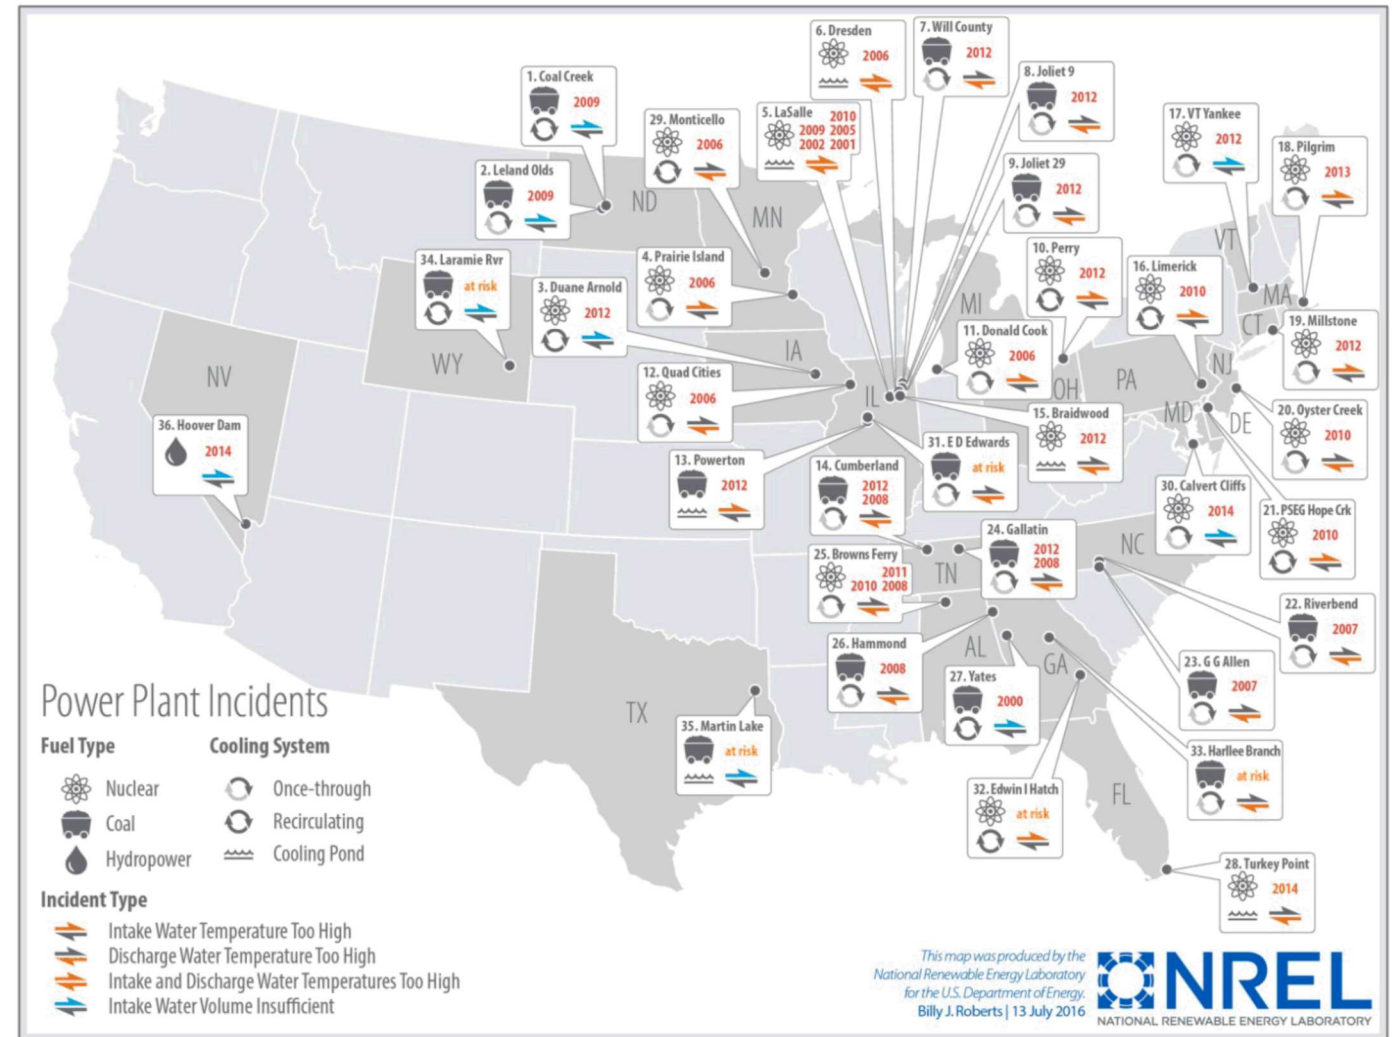 6. Dresden
2006
7. Will County
2012
1. Coal Creek
2009
29. Monticello
2006
5. LaSalle
2010
2009 2005
2002 2001
8. Joliet 9
2012
17. VT Yankee
2012
18. Pilgrim
2013
2. Leland Olds
2009
9. Joliet 29
2012
ND
MN
34. Laramie Rvr
at risk
3. Duane Arnold
2012
4. Prairie Island
2006
10. Perry
2012
16. Limerick
2010
VT
MA
CT
MI
11. Donald Cook
2006
19. Millstone
2012
NV
WY
IA
12. Quad Cities
2006
IL
OH
PA
NJ
MD
DE
15. Braidwood
2012
20. Oyster Creek
2010
36. Hoover Dam
2014
13. Powerton
2012
14. Cumberland
2012
2008
31. E D Edwards
at risk
30. Calvert Cliffs
2014
21. PSEG Hope Crk
2010
24. Gallatin
2012
2008
NC
25. Browns Ferry
2011
2010 2008
TN
22. Riverbend
2007
26. Hammond
2008
AL
GA
27. Yates
2000
23. G G Allen
2007
TX
35. Martin Lake
at risk
33. Harllee Branch
at risk
32. Edwin I Hatch
at risk
FL
28. Turkey Point
2014
Power Plant Incidents
Fuel Type
Nuclear
Coal
Hydropower
Cooling System
Once-through
Recirculating
Cooling Pond
Incident Type
Intake Water Temperature Too High
Discharge Water Temperature Too High
Intake and Discharge Water Temperatures Too High
Intake Water Volume Insufficient
This map was produced by the
National Renewable Energy Laboratory
for the U.S. Department of Energy.
Billy J. Roberts | 13 July 2016
NREL
NATIONAL RENEWABLE ENERGY LABORATORY